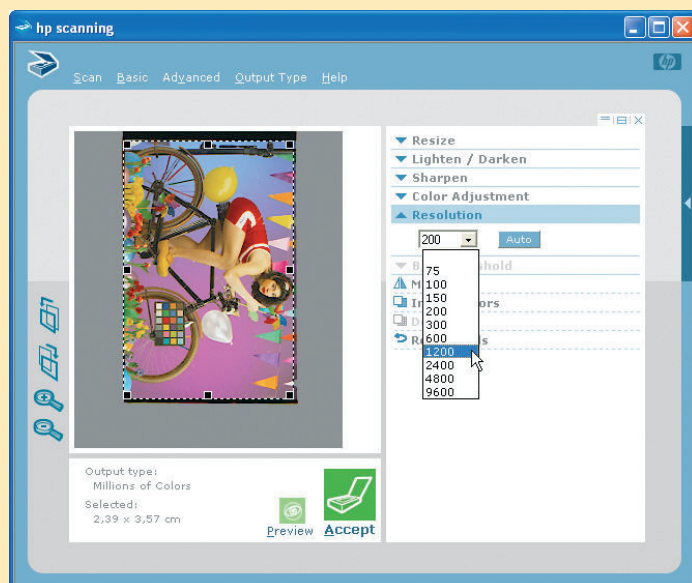 hp scanning
Scan Basic Advanced Output Type Help
hp
Resize
Lighten / Darken
Sharpen
Color Adjustment
Resolution
200 Auto
75
100
150
200
300
600
1200
2400
4800
9600
Output type:
Millions of Colors
Selected:
2,39 x 3,57 cm
Preview Accept